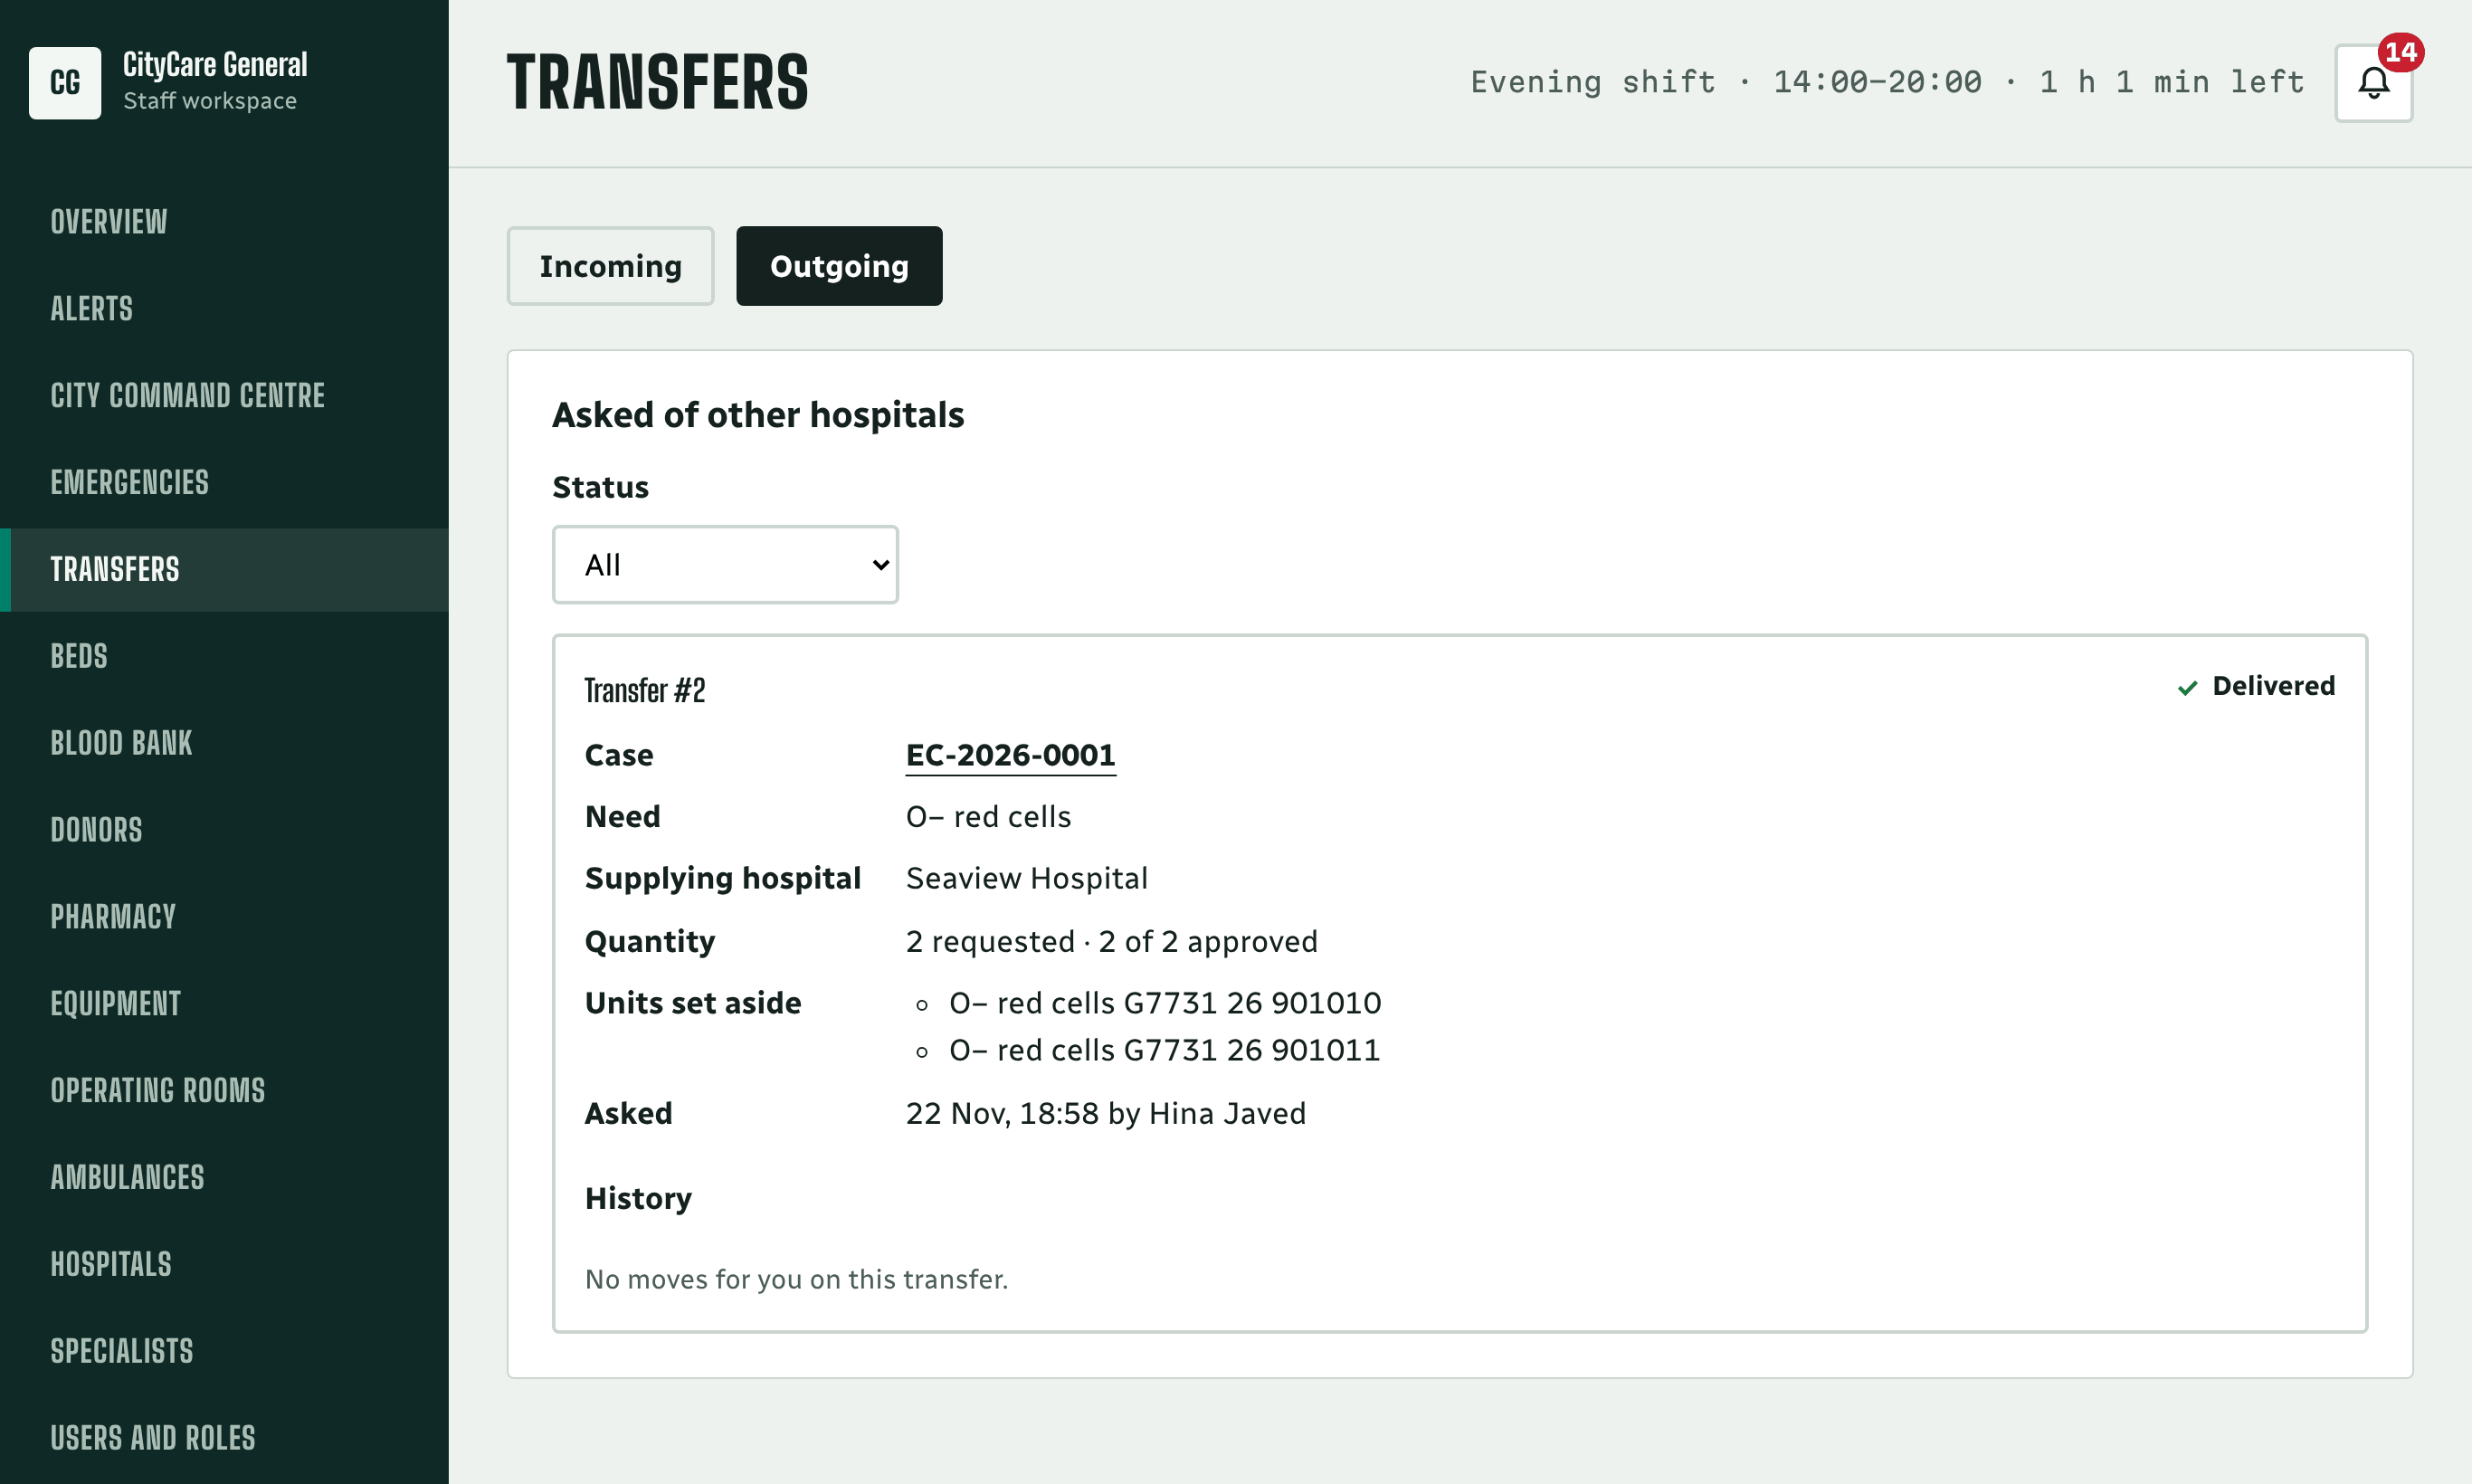 CG
CityCare General
Staff workspace
OVERVIEW
ALERTS
CITY COMMAND CENTRE
EMERGENCIES
TRANSFERS
BEDS
BLOOD BANK
DONORS
PHARMACY
EQUIPMENT
OPERATING ROOMS
AMBULANCES
HOSPITALS
SPECIALISTS
USERS AND ROLES
TRANSFERS
Evening shift · 14:00–20:00 · 1 h 1 min left
14
Incoming
Outgoing
Asked of other hospitals
Status
All
Transfer #2
Delivered
Case EC-2026-0001
Need O− red cells
Supplying hospital Seaview Hospital
Quantity 2 requested · 2 of 2 approved
Units set aside O− red cells G7731 26 901010
O− red cells G7731 26 901011
Asked 22 Nov, 18:58 by Hina Javed
History
No moves for you on this transfer.